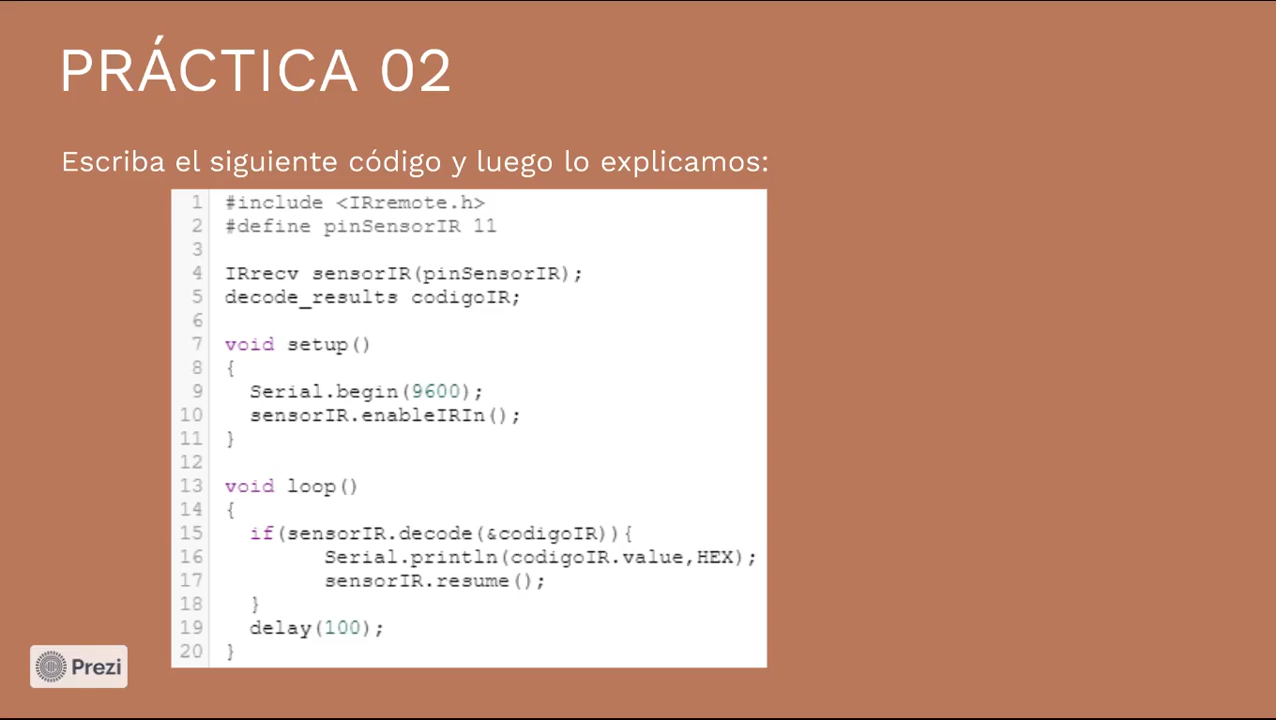 PRÁCTICA 02
Escriba el siguiente código y luego lo explicamos:
1 #include <IRremote.h>
2 #define pinSensorIR 11
3
4 IRrecv sensorIR(pinSensorIR);
5 decode_results codigoIR;
6
7 void setup()
8 {
9   Serial.begin(9600);
10   sensorIR.enableIRIn();
11 }
12
13 void loop()
14 {
15   if(sensorIR.decode(&codigoIR)){
16         Serial.println(codigoIR.value,HEX);
17         sensorIR.resume();
18   }
19   delay(100);
20 }
Prezi